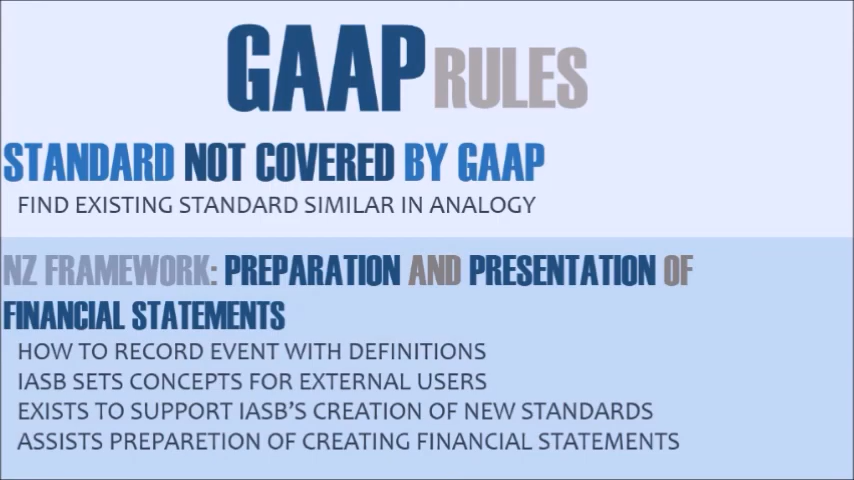 GAAP RULES
STANDARD NOT COVERED BY GAAP
FIND EXISTING STANDARD SIMILAR IN ANALOGY
NZ FRAMEWORK: PREPARATION AND PRESENTATION OF
FINANCIAL STATEMENTS
HOW TO RECORD EVENT WITH DEFINITIONS
IASB SETS CONCEPTS FOR EXTERNAL USERS
EXISTS TO SUPPORT IASB'S CREATION OF NEW STANDARDS
ASSISTS PREPARETION OF CREATING FINANCIAL STATEMENTS